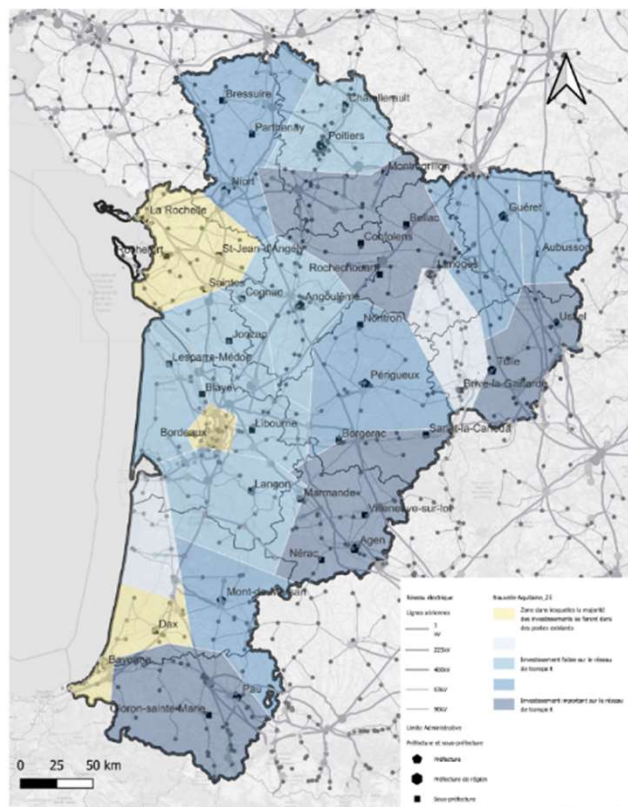 Bressuire
Châtellerault
Parthenay
Poitiers
Montmorillon
Niort
La Rochelle
Bellac
Guéret
Confolens
Rochefort
St-Jean-d'Angély
Aubusson
Rochechouart
Limoges
Saintes
Cognac
Angoulême
Ussel
Nontron
Jonzac
Tulle
Lesparre-Médoc
Périgueux
Blaye
Brive-la-Gaillarde
Bordeaux
Libourne
Bergerac
Sarlat-la-Canéda
Langon
Marmande
Villeneuve-sur-lot
Nérac
Agen
Mont-de-Marsan
Dax
Bayonne
Pau
Oloron-sainte-Marie
0 25 50 km
Réseau électrique
Lignes aériennes
225kV
400kV
63kV
90kV
Limite Administrative
Préfecture et sous-préfecture
Préfecture
Préfecture de région
Sous-préfecture
Nouvelle-Aquitaine_23
Zone dans lesquelles la majorité
des investissements se feront dans
des postes existants
Investissement faible sur le réseau
de transport
Investissement important sur le réseau
de transport